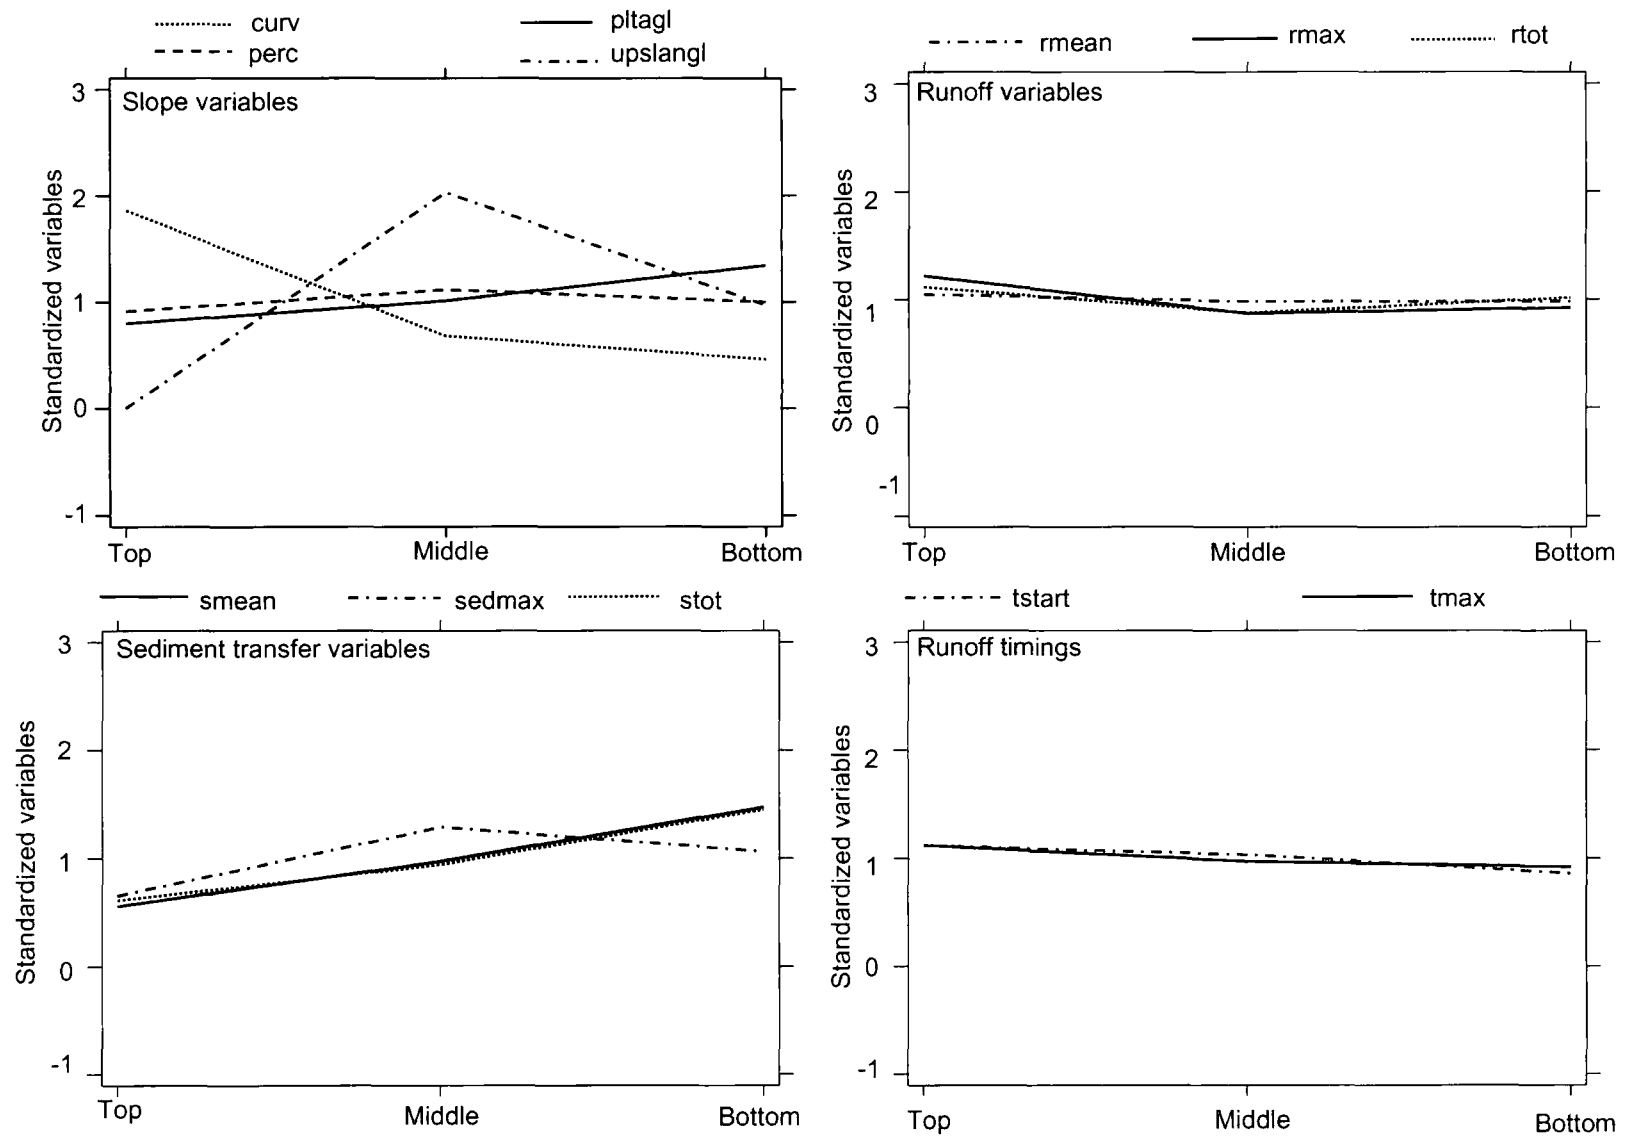 curv
pltagl
perc
upslangl
Slope variables
Standardized variables
3
2
1
0
-1
Top
Middle
Bottom
rmean
rmax
rtot
Runoff variables
Standardized variables
3
2
1
0
-1
Top
Middle
Bottom
smean
sedmax
stot
Sediment transfer variables
Standardized variables
3
2
1
0
-1
Top
Middle
Bottom
tstart
tmax
Runoff timings
Standardized variables
3
2
1
0
-1
Top
Middle
Bottom